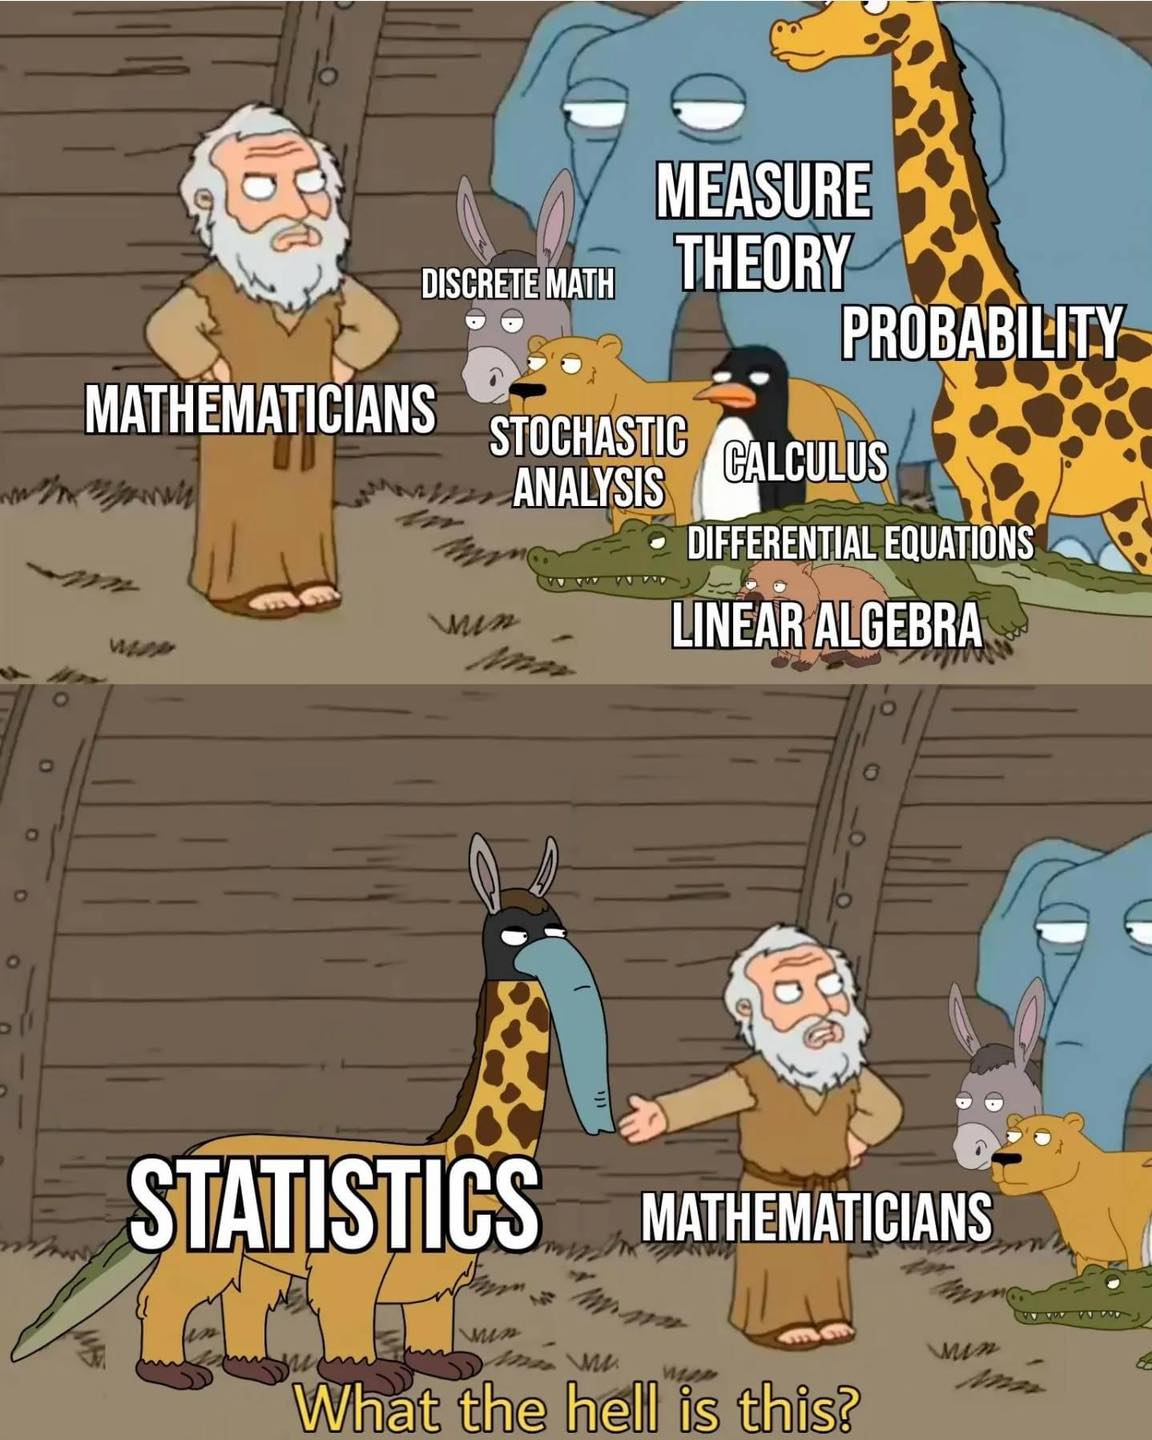 MEASURE
THEORY
DISCRETE MATH
PROBABILITY
MATHEMATICIANS
STOCHASTIC
ANALYSIS
CALCULUS
DIFFERENTIAL EQUATIONS
LINEAR ALGEBRA
STATISTICS
MATHEMATICIANS
What the hell is this?